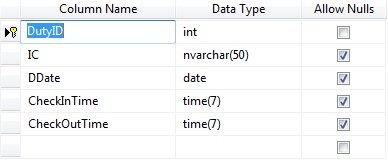 Column Name Data Type Allow Nulls
DutyID int
IC nvarchar(50)
DDate date
CheckInTime time(7)
CheckOutTime time(7)